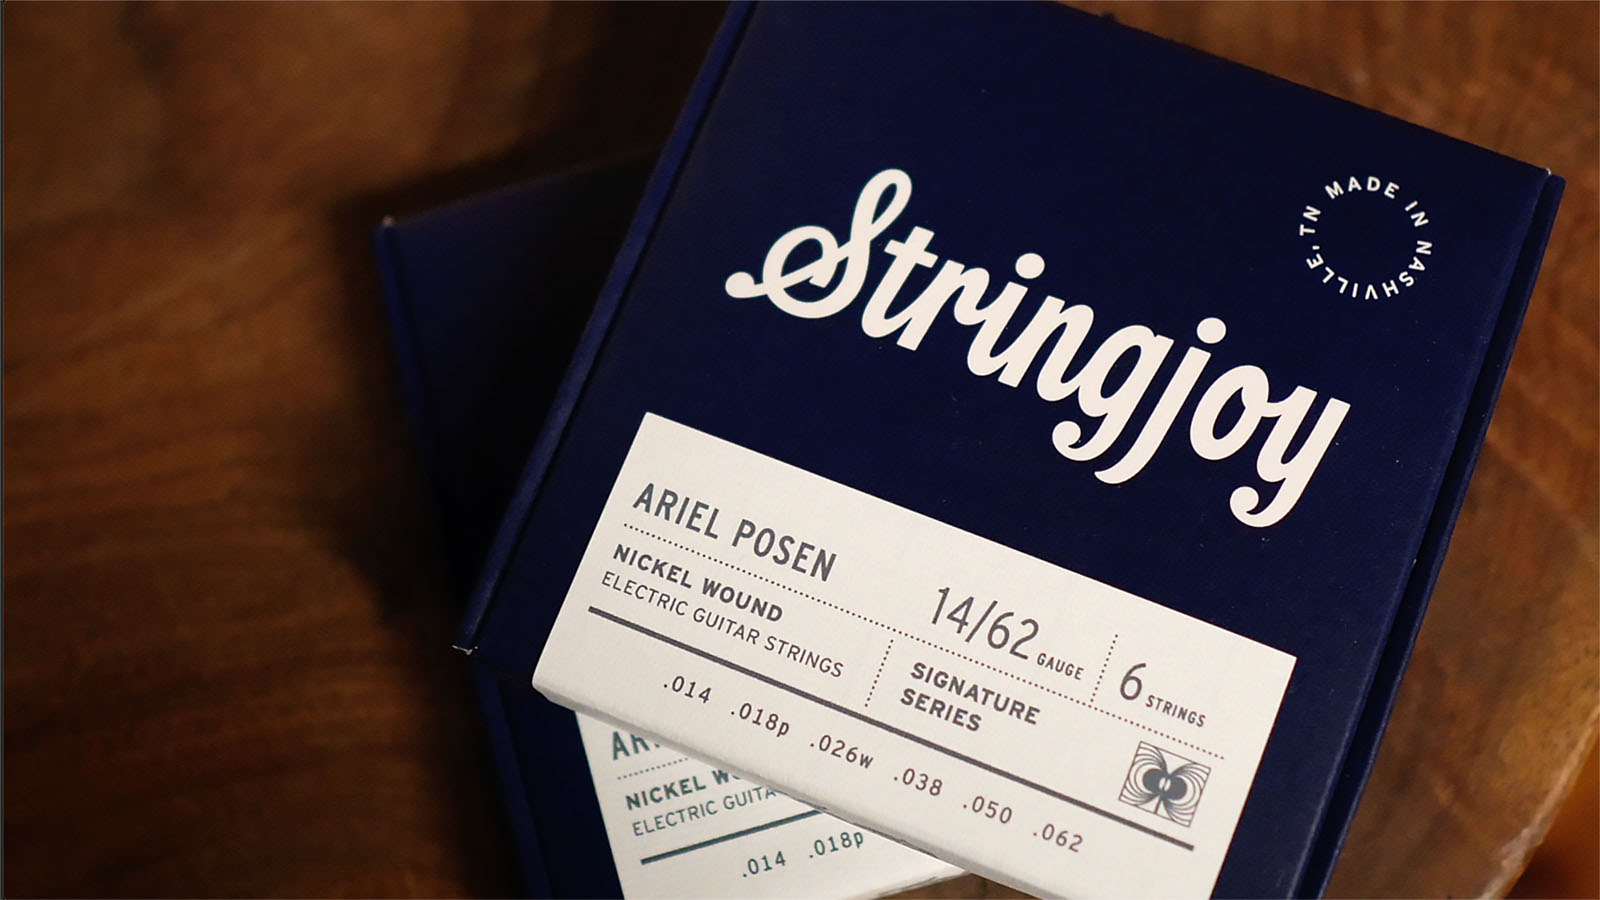 MADE IN NASHVILLE, TN
Stringjoy
ARIEL POSEN
NICKEL WOUND
ELECTRIC GUITAR STRINGS
14/62 GAUGE
6 STRINGS
SIGNATURE
SERIES
.014 .018p .026w .038 .050 .062
AR
NICKEL W
ELECTRIC GUITA
.014 .018p